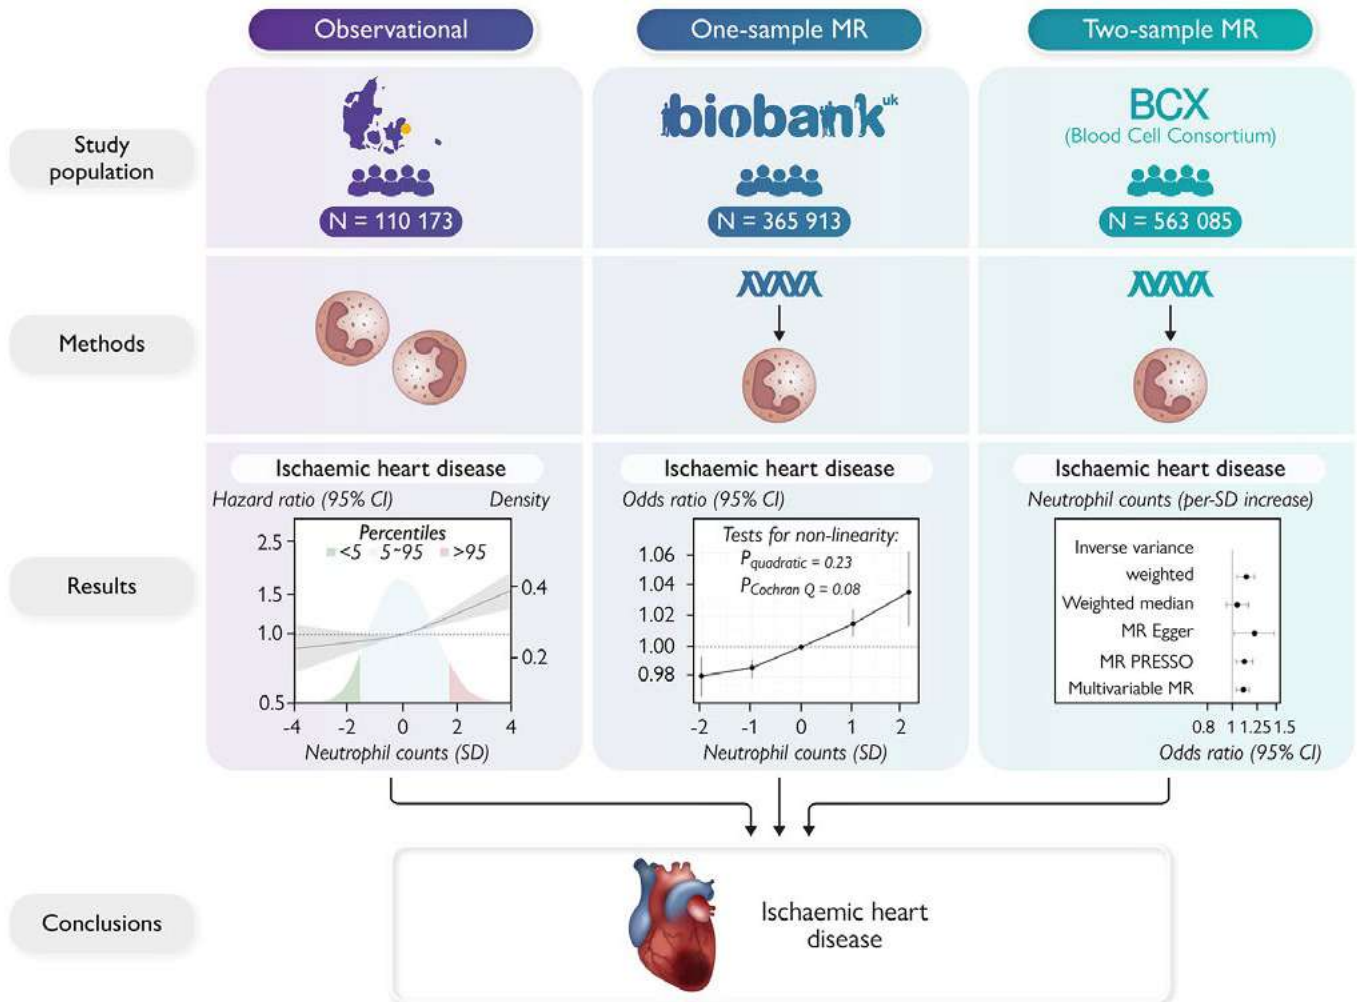 Observational
One-sample MR
Two-sample MR
Study
population
biobank uk
BCX
(Blood Cell Consortium)
N = 110 173
N = 365 913
N = 563 085
Methods
Results
Ischaemic heart disease
Hazard ratio (95% CI)
Density
Percentiles
<5 5-95 >95
2.5
1.5
1.0
0.5
0.4
0.2
-4 -2 0 2 4
Neutrophil counts (SD)
Ischaemic heart disease
Odds ratio (95% CI)
Tests for non-linearity:
Pquadratic = 0.23
PCochran Q = 0.08
1.06
1.04
1.02
1.00
0.98
-2 -1 0 1 2
Neutrophil counts (SD)
Ischaemic heart disease
Neutrophil counts (per-SD increase)
Inverse variance
weighted
Weighted median
MR Egger
MR PRESSO
Multivariable MR
0.8 1 1.25 1.5
Odds ratio (95% CI)
Conclusions
Ischaemic heart
disease